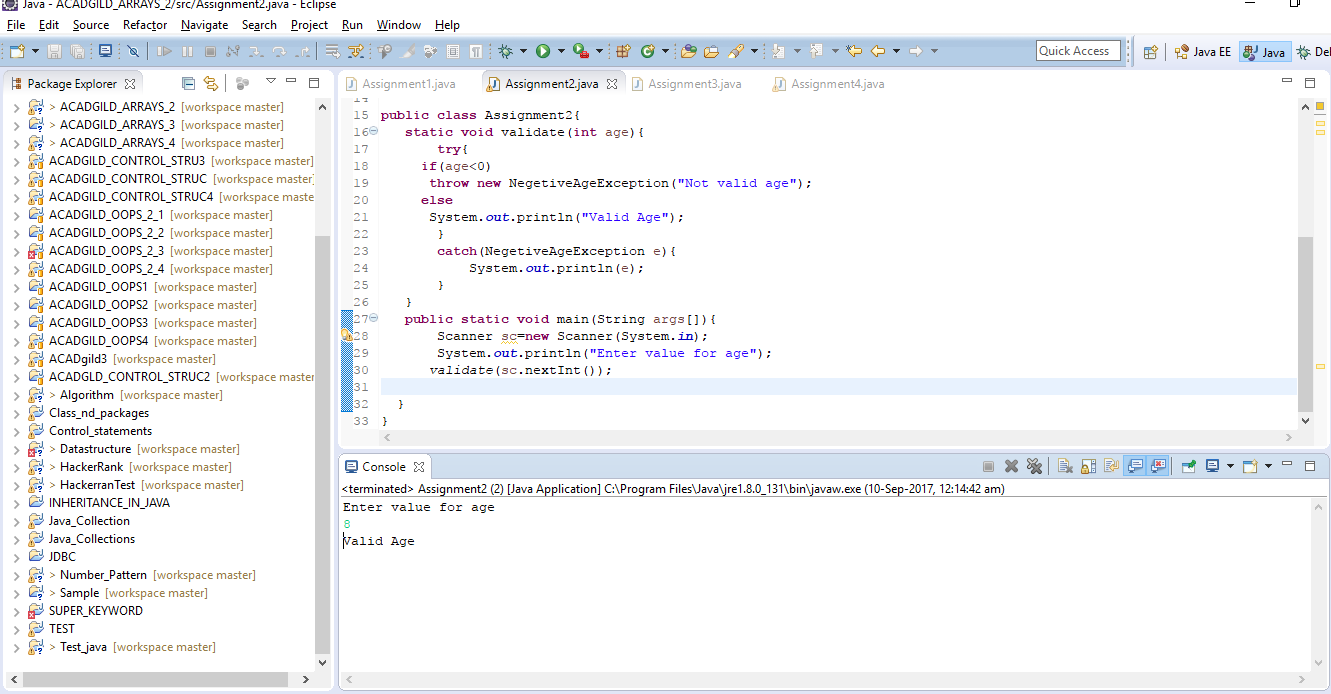 Java - ACADGILD_ARRAYS_2/src/Assignment2.java - Eclipse
File Edit Source Refactor Navigate Search Project Run Window Help
Quick Access Java EE Java De
Package Explorer
> ACADGILD_ARRAYS_2 [workspace master]
> ACADGILD_ARRAYS_3 [workspace master]
> ACADGILD_ARRAYS_4 [workspace master]
ACADGILD_CONTROL_STRU3 [workspace master]
ACADGILD_CONTROL_STRUC [workspace master]
ACADGILD_CONTROL_STRUC4 [workspace maste
ACADGILD_OOPS_2_1 [workspace master]
ACADGILD_OOPS_2_2 [workspace master]
ACADGILD_OOPS_2_3 [workspace master]
ACADGILD_OOPS_2_4 [workspace master]
ACADGILD_OOPS1 [workspace master]
ACADGILD_OOPS2 [workspace master]
ACADGILD_OOPS3 [workspace master]
ACADGILD_OOPS4 [workspace master]
ACADgild3 [workspace master]
ACADGLD_CONTROL_STRUC2 [workspace master
> Algorithm [workspace master]
Class_nd_packages
Control_statements
> Datastructure [workspace master]
> HackerRank [workspace master]
> HackerranTest [workspace master]
INHERITANCE_IN_JAVA
Java_Collection
Java_Collections
JDBC
> Number_Pattern [workspace master]
> Sample [workspace master]
SUPER_KEYWORD
TEST
> Test_java [workspace master]
Assignment1.java Assignment2.java Assignment3.java Assignment4.java
14
15 public class Assignment2{
16 static void validate(int age){
17 try{
18 if(age<0)
19 throw new NegetiveAgeException("Not valid age");
20 else
21 System.out.println("Valid Age");
22 }
23 catch(NegetiveAgeException e){
24 System.out.println(e);
25 }
26 }
27 public static void main(String args[]){
28 Scanner sc=new Scanner(System.in);
29 System.out.println("Enter value for age");
30 validate(sc.nextInt());
31
32 }
33 }
Console
<terminated> Assignment2 (2) [Java Application] C:\Program Files\Java\jre1.8.0_131\bin\javaw.exe (10-Sep-2017, 12:14:42 am)
Enter value for age
8
Valid Age